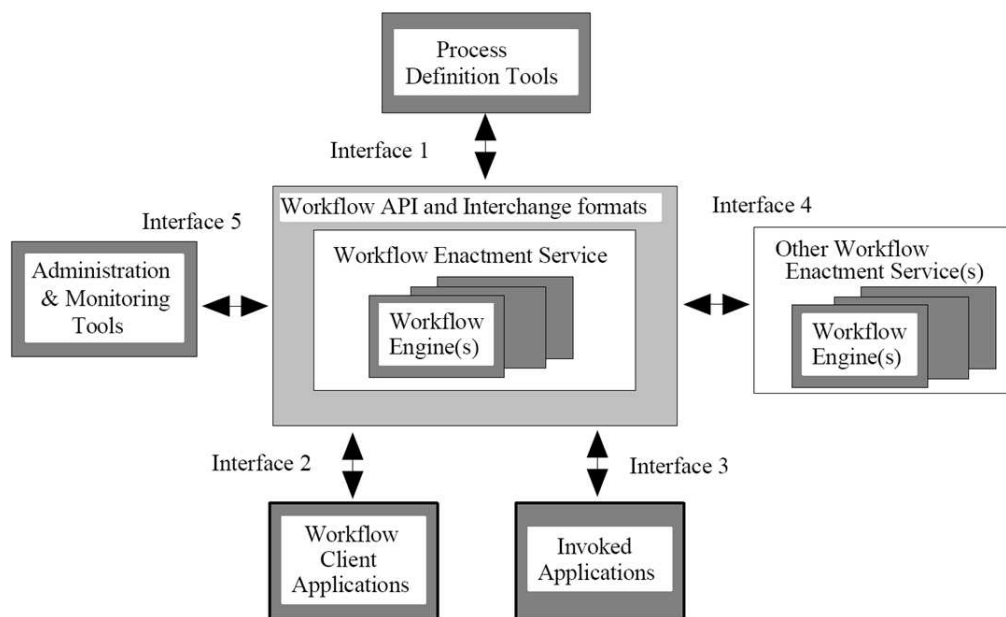 Process
Definition Tools
Interface 1
Workflow API and Interchange formats
Interface 4
Interface 5
Workflow Enactment Service
Other Workflow
Enactment Service(s)
Administration
& Monitoring
Tools
Workflow
Engine(s)
Workflow
Engine(s)
Interface 2
Interface 3
Workflow
Client
Applications
Invoked
Applications